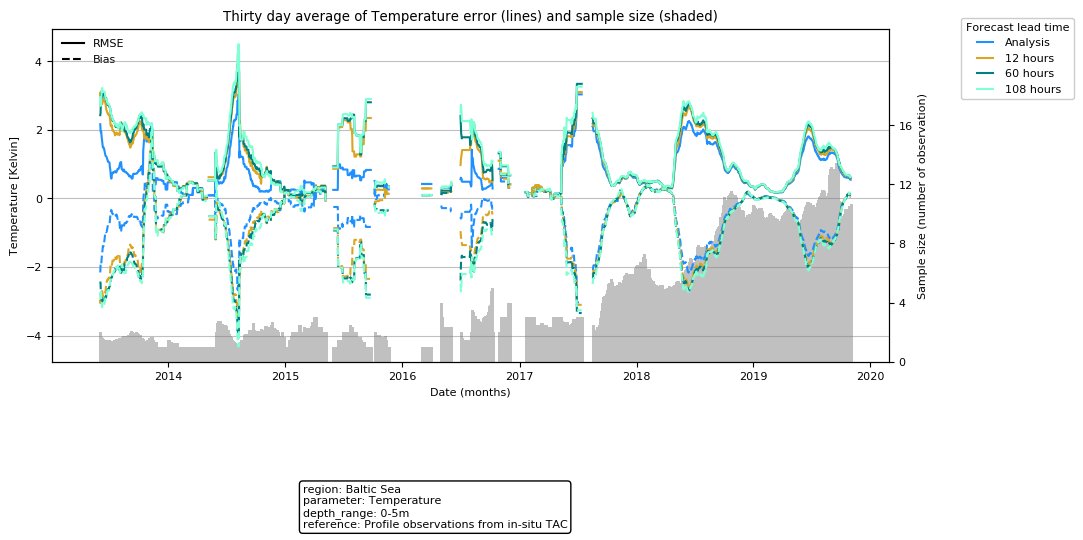 Thirty day average of Temperature error (lines) and sample size (shaded)
Forecast lead time
Analysis
12 hours
60 hours
108 hours
RMSE
Bias
Temperature [Kelvin]
4
2
0
−2
−4
Sample size (number of observation)
16
12
8
4
0
2014 2015 2016 2017 2018 2019 2020
Date (months)
region: Baltic Sea
parameter: Temperature
depth_range: 0-5m
reference: Profile observations from in-situ TAC